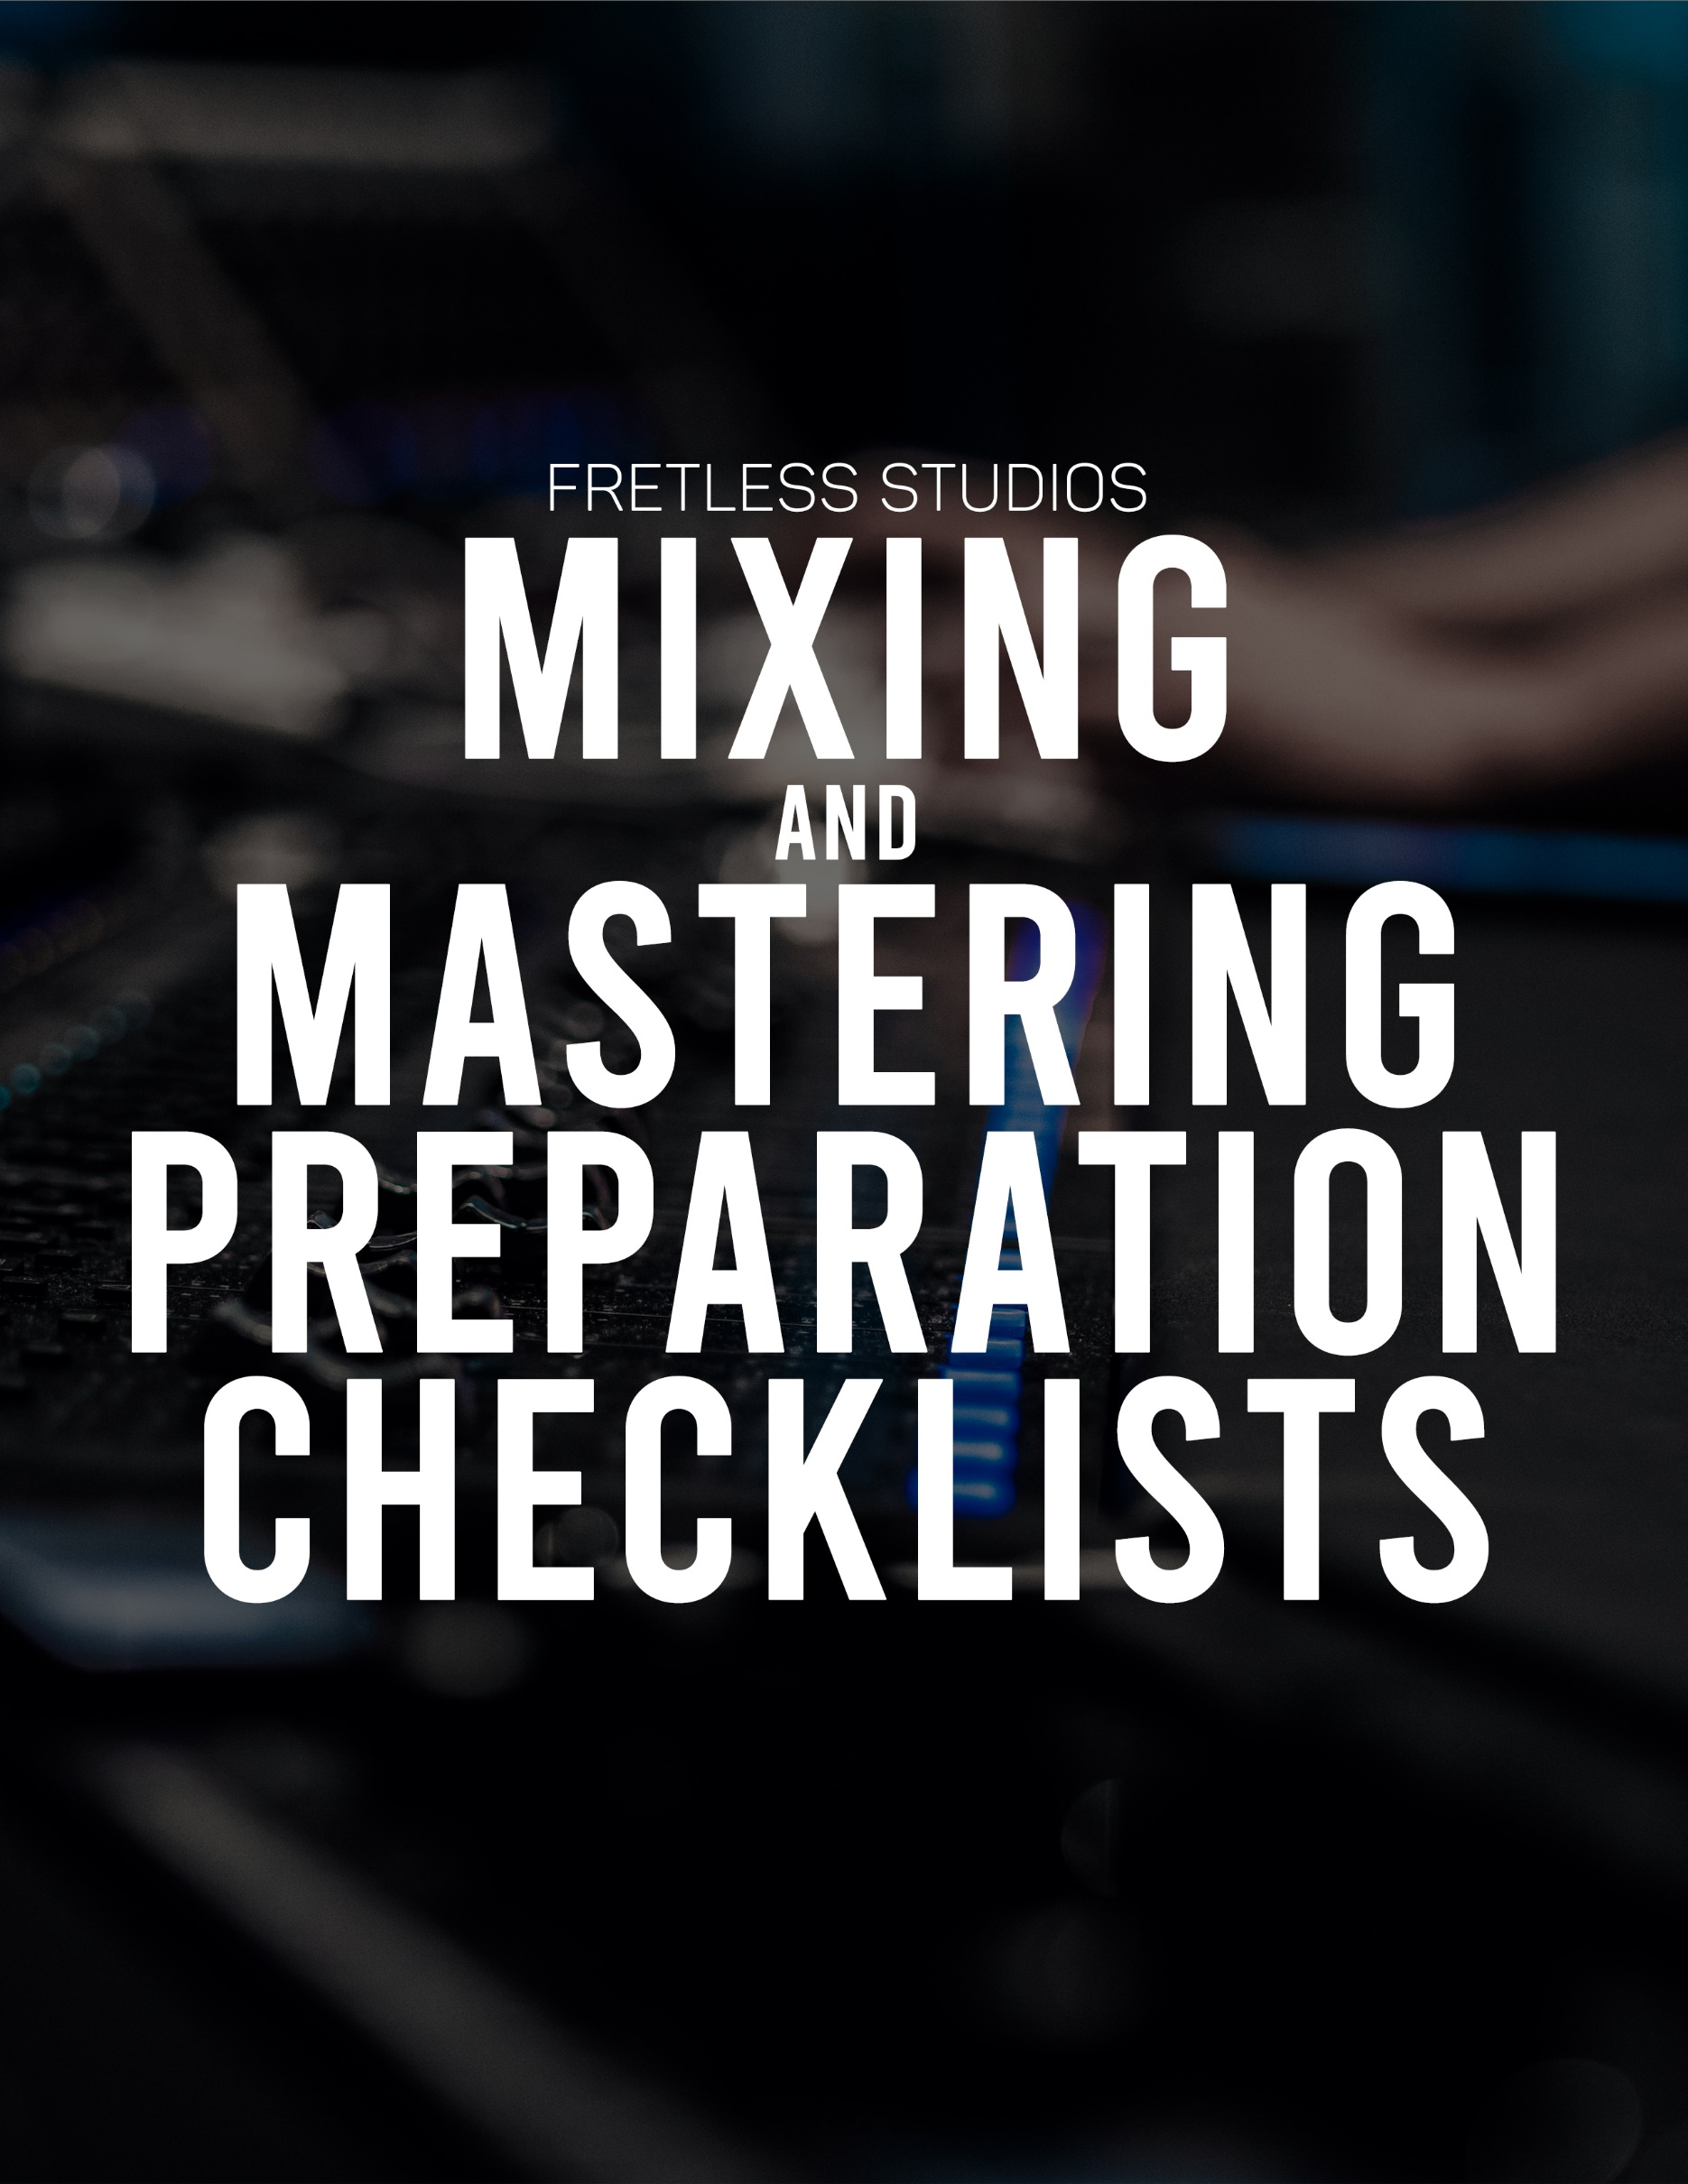 FRETLESS STUDIOS
MIXING
AND
MASTERING
PREPARATION
CHECKLISTS